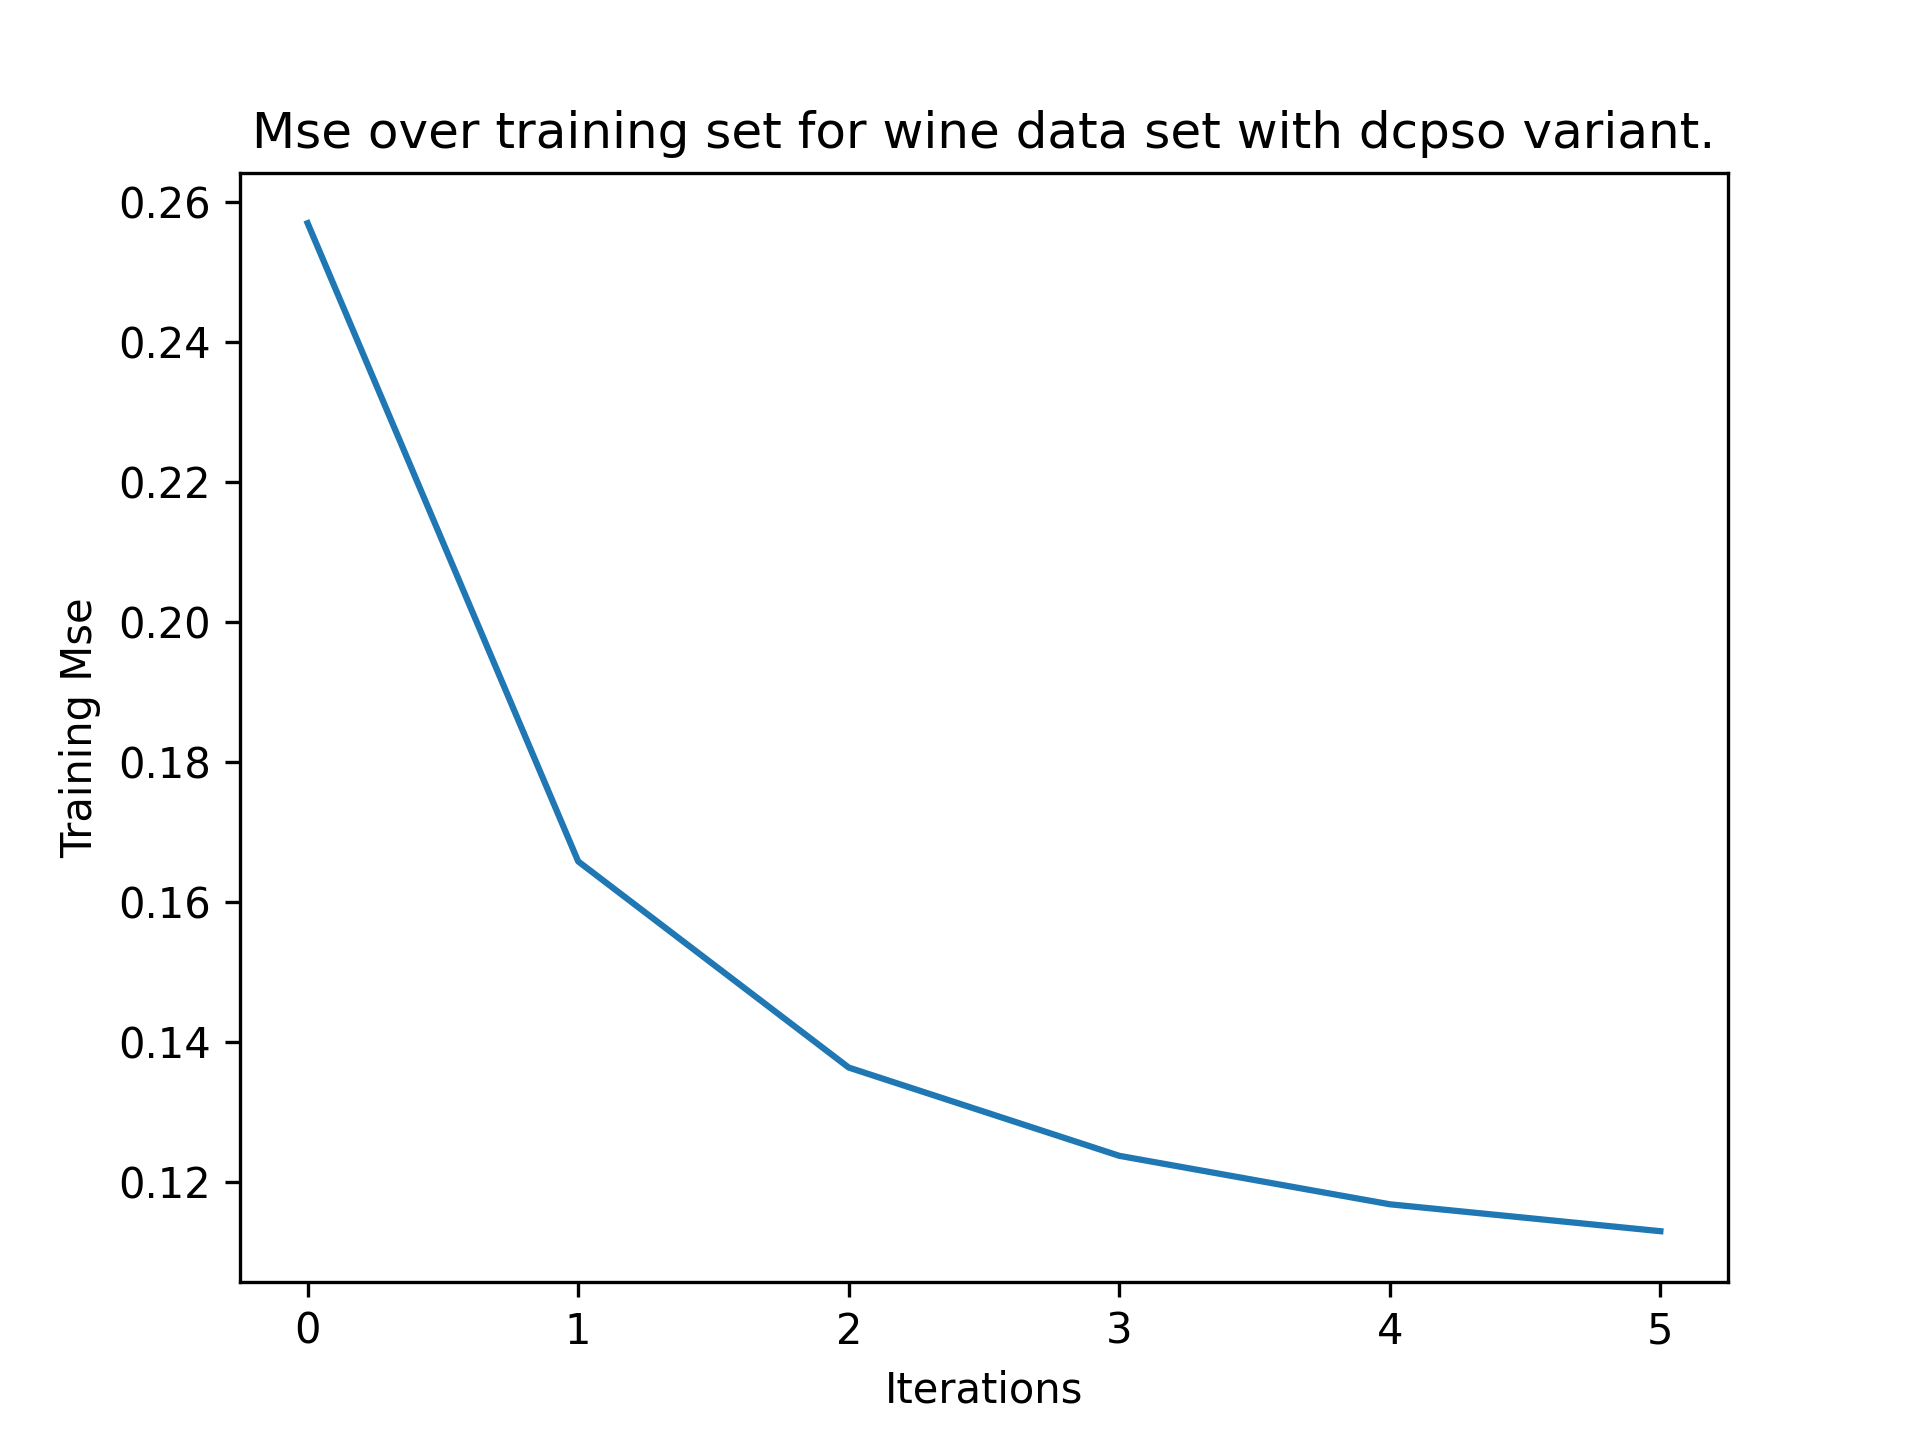 Mse over training set for wine data set with dcpso variant.
0.26
0.24
0.22
0.20
0.18
0.16
0.14
0.12
Training Mse
0 1 2 3 4 5
Iterations